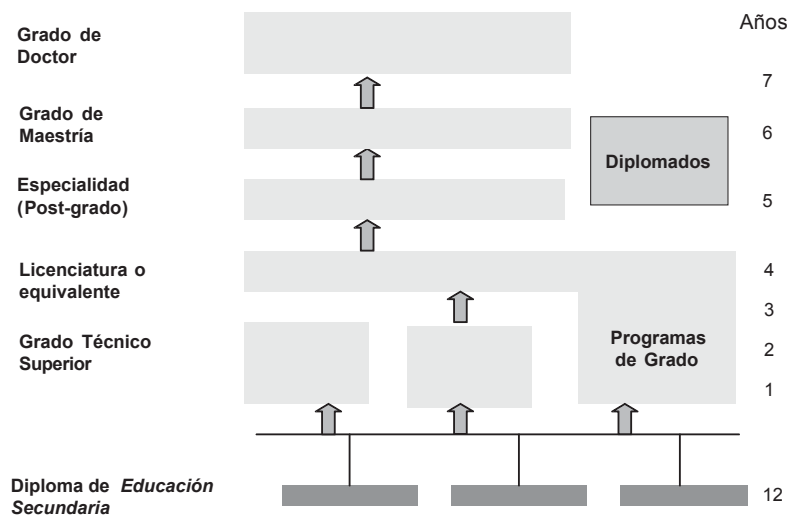 Años
Grado de
Doctor
7
Grado de
Maestría
6
Diplomados
Especialidad
(Post-grado)
5
Licenciatura o
equivalente
4
3
Grado Técnico
Superior
Programas
de Grado
2
1
Diploma de Educación
Secundaria
12